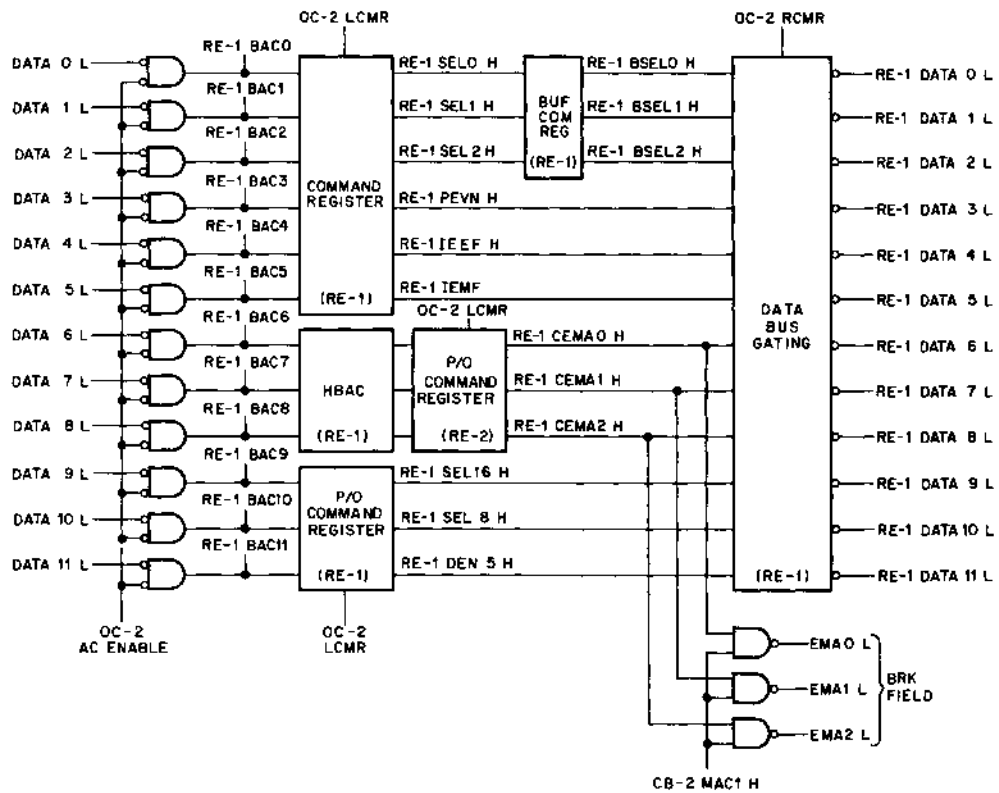 OC-2 LCMR
OC-2 RCMR
DATA 0 L
RE-1 BAC0
RE-1 SEL0 H
RE-1 BSEL0 H
RE-1 DATA 0 L
DATA 1 L
RE-1 BAC1
RE-1 SEL1 H
BUF
COM
REG
(RE-1)
RE-1 BSEL1 H
RE-1 DATA 1 L
DATA 2 L
RE-1 BAC2
RE-1 SEL2 H
RE-1 BSEL2 H
RE-1 DATA 2 L
DATA 3 L
RE-1 BAC3
COMMAND
REGISTER
(RE-1)
RE-1 PEVN H
RE-1 DATA 3 L
DATA 4 L
RE-1 BAC4
RE-1 IEEF H
RE-1 DATA 4 L
DATA 5 L
RE-1 BAC5
RE-1 IEMF
RE-1 DATA 5 L
OC-2 LCMR
DATA 6 L
RE-1 BAC6
RE-1 CEMA0 H
DATA
BUS
GATING
(RE-1)
RE-1 DATA 6 L
DATA 7 L
RE-1 BAC7
HBAC
(RE-1)
P/O
COMMAND
REGISTER
(RE-2)
RE-1 CEMA1 H
RE-1 DATA 7 L
DATA 8 L
RE-1 BAC8
RE-1 CEMA2 H
RE-1 DATA 8 L
DATA 9 L
RE-1 BAC9
RE-1 SEL16 H
RE-1 DATA 9 L
DATA 10 L
RE-1 BAC10
P/O
COMMAND
REGISTER
(RE-1)
RE-1 SEL 8 H
RE-1 DATA 10 L
DATA 11 L
RE-1 BAC11
RE-1 DEN 5 H
RE-1 DATA 11 L
OC-2
AC ENABLE
OC-2
LCMR
EMA0 L
EMA1 L
EMA2 L
BRK
FIELD
CB-2 MAC1 H